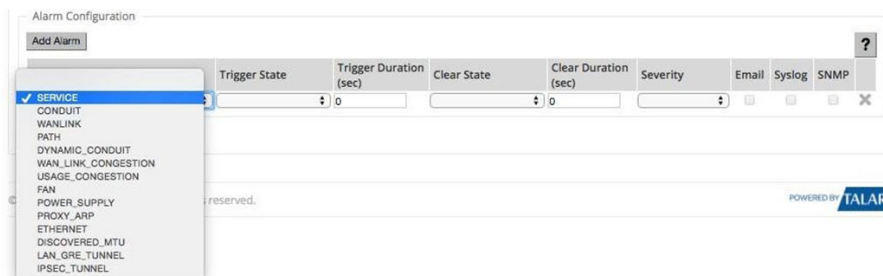 Alarm Configuration
Add Alarm
?
Trigger State
Trigger Duration (sec)
Clear State
Clear Duration (sec)
Severity
Email
Syslog
SNMP
✓ SERVICE
0
0
CONDUIT
WANLINK
PATH
DYNAMIC_CONDUIT
WAN_LINK_CONGESTION
USAGE_CONGESTION
FAN
POWER_SUPPLY
PROXY_ARP
ETHERNET
DISCOVERED_MTU
LAN_GRE_TUNNEL
IPSEC_TUNNEL
©
reserved.
POWERED BY TALAR